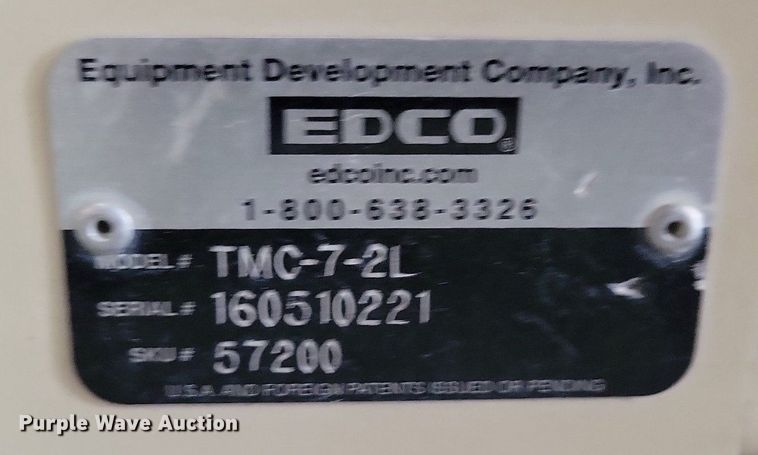 Equipment Development Company, Inc.
EDCO®
edcoinc.com
1-800-638-3326
MODEL# TMC-7-2L
SERIAL# 160510221
SKU# 57200
U.S.A. AND FOREIGN PATENTS ISSUED OR PENDING
Purple Wave Auction